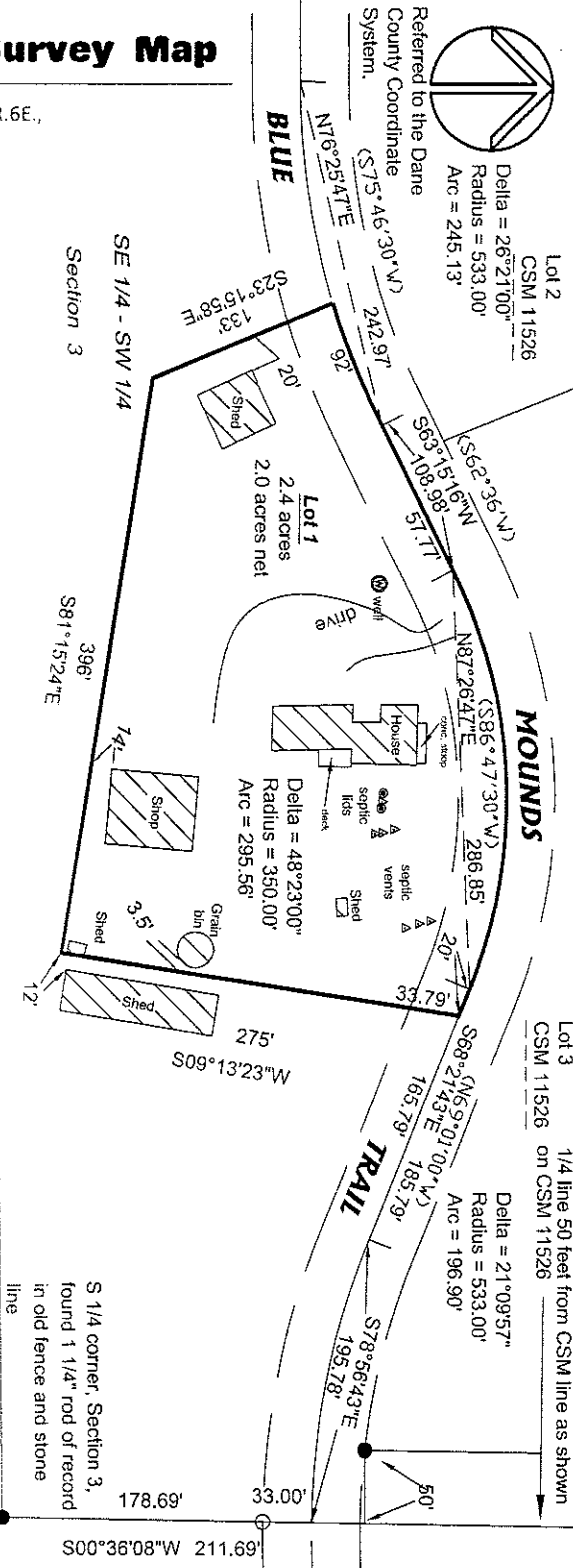 Survey Map
R.6E.,
Referred to the Dane
County Coordinate
System.
Lot 2
CSM 11526
Delta = 26°21'00"
Radius = 533.00'
Arc = 245.13'
BLUE
MOUNDS
TRAIL
N76°25'47"E
(S75°46'30"W)
242.97'
(S62°36'W)
S63°15'16"W
108.98'
57.77'
92'
S23°15'58"E
133'
20'
Shed
SE 1/4 - SW 1/4
Section 3
Lot 1
2.4 acres
2.0 acres net
well
W
drive
N87°26'47"E
(S86°47'30"W)
286.85'
conc. stoop
House
deck
septic
lids
septic
vents
Shed
Delta = 48°23'00"
Radius = 350.00'
Arc = 295.56'
20'
33.79'
396'
S81°15'24"E
14'
Shop
3.5'
Grain
bin
Shed
12'
Shed
275'
S09°13'23"W
Lot 3
CSM 11526
1/4 line 50 feet from CSM line as shown
on CSM 11526
Delta = 21°09'57"
Radius = 533.00'
Arc = 196.90'
(N69°01'00"W)
185.79'
S68°21'43"E
165.79'
S78°56'43"E
195.78'
50'
S 1/4 corner, Section 3,
found 1 1/4" rod of record
in old fence and stone
line
178.69'
33.00'
S00°36'08"W 211.69'